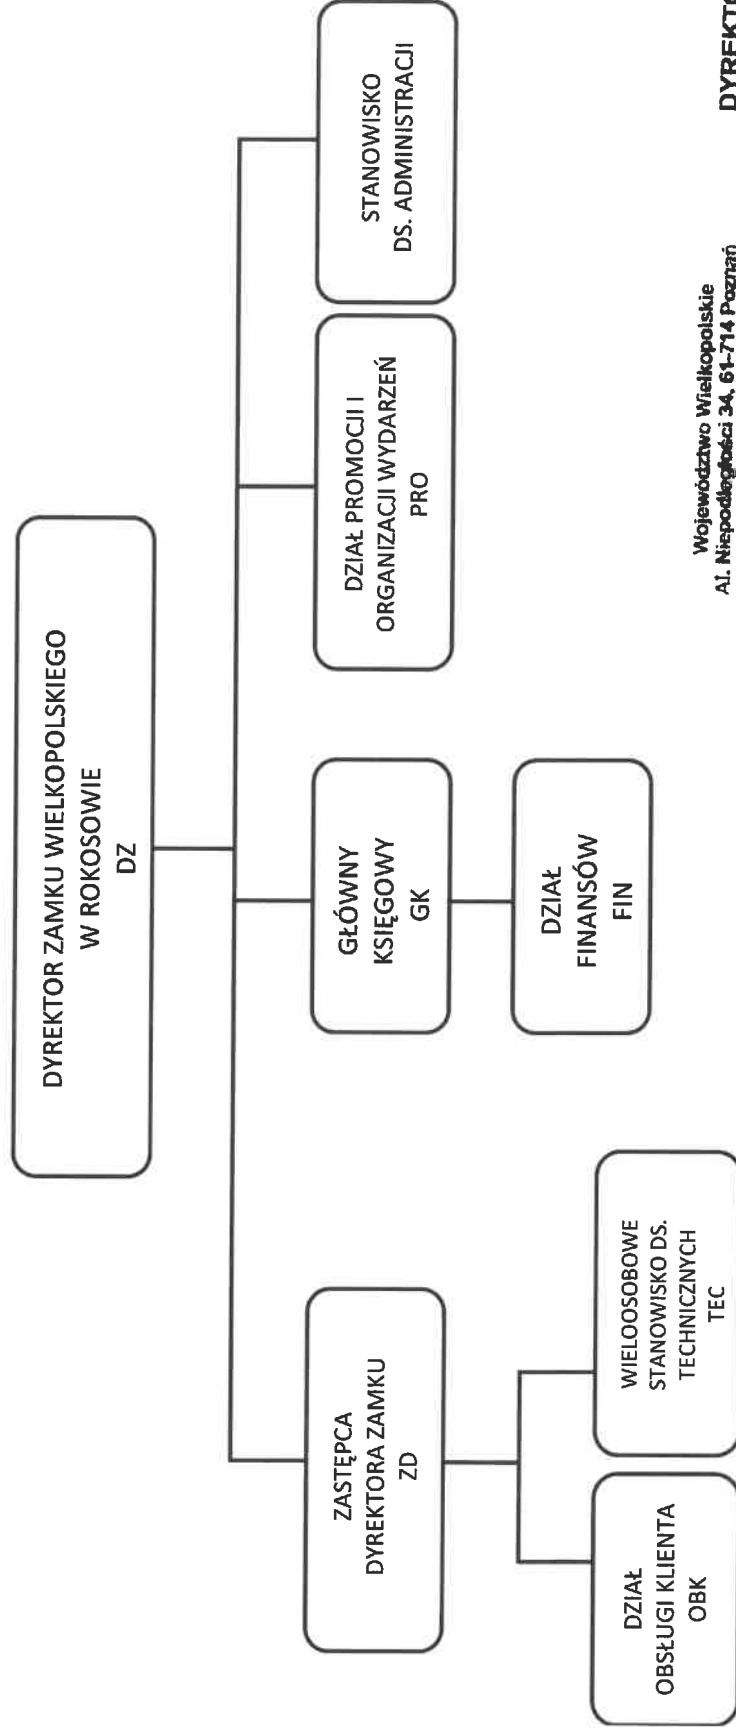 DYREKTOR ZAMKU WIELKOPOLSKIEGO
W ROKOSOWIE
DZ
ZASTĘPCA
DYREKTORA ZAMKU
ZD
GŁÓWNY
KSIĘGOWY
GK
DZIAŁ PROMOCJI I
ORGANIZACJI WYDARZEŃ
PRO
STANOWISKO
DS. ADMINISTRACJI
DZIAŁ
OBSŁUGI KLIENTA
OBK
WIELOOSOBOWE
STANOWISKO DS.
TECHNICZNYCH
TEC
DZIAŁ
FINANSÓW
FIN
Województwo Wielkopolskie
Al. Niepodległości 34, 61-714 Poznań